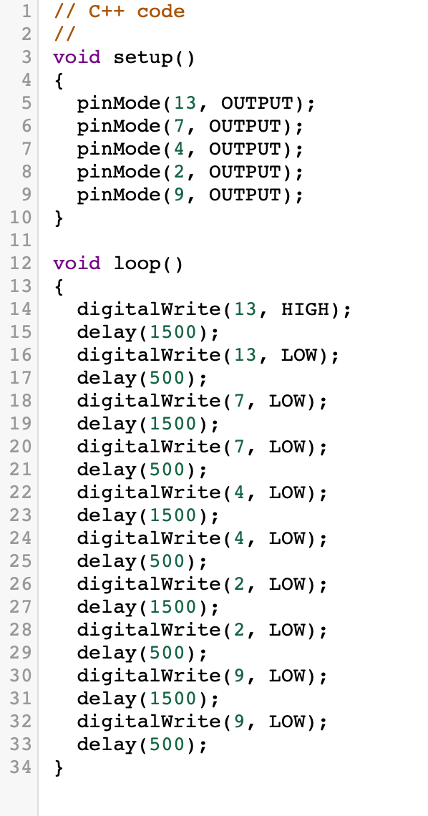 1 // C++ code
2 //
3 void setup()
4 {
5   pinMode(13, OUTPUT);
6   pinMode(7, OUTPUT);
7   pinMode(4, OUTPUT);
8   pinMode(2, OUTPUT);
9   pinMode(9, OUTPUT);
10 }
11
12 void loop()
13 {
14   digitalWrite(13, HIGH);
15   delay(1500);
16   digitalWrite(13, LOW);
17   delay(500);
18   digitalWrite(7, LOW);
19   delay(1500);
20   digitalWrite(7, LOW);
21   delay(500);
22   digitalWrite(4, LOW);
23   delay(1500);
24   digitalWrite(4, LOW);
25   delay(500);
26   digitalWrite(2, LOW);
27   delay(1500);
28   digitalWrite(2, LOW);
29   delay(500);
30   digitalWrite(9, LOW);
31   delay(1500);
32   digitalWrite(9, LOW);
33   delay(500);
34 }